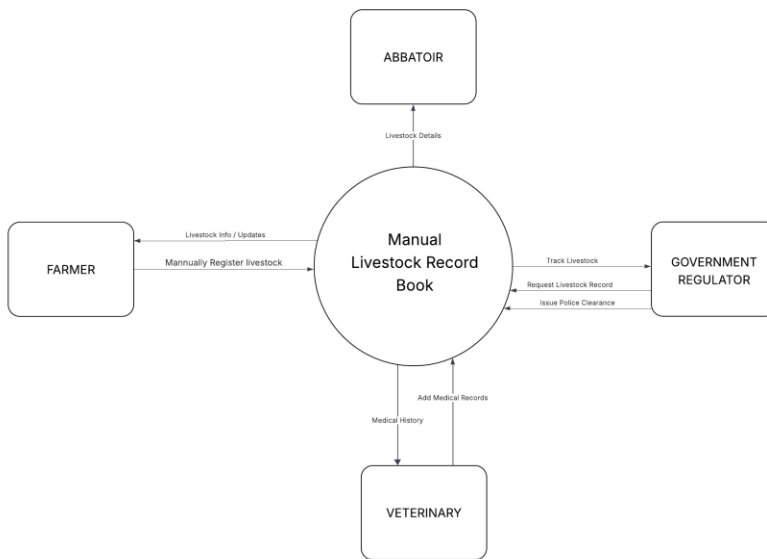 ABBATOIR
Livestock Details
Livestock Info / Updates
Mannually Register livestock
FARMER
Manual
Livestock Record
Book
Track Livestock
Request Livestock Record
Issue Police Clearance
GOVERNMENT
REGULATOR
Add Medical Records
Medical History
VETERINARY